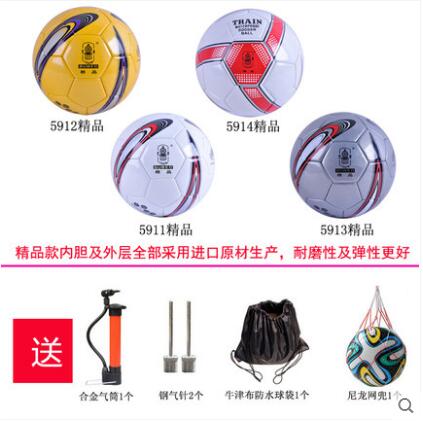 TRAIN
WATERPROOF
SOCCER
BALL
5912精品
5914精品
5911精品
5913精品
精品款内胆及外层全部采用进口原材生产，耐磨性及弹性更好
送
合金气筒1个
钢气针2个
牛津布防水球袋1个
尼龙网兜1个